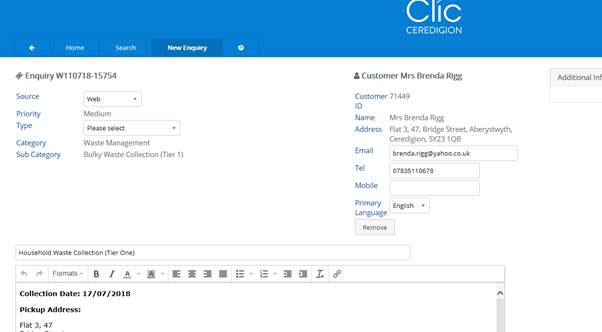 Clic
CEREDIGION
Home
Search
New Enquiry
Enquiry W110718-15754
Source Web
Priority Medium
Type Please select
Category Waste Management
Sub Category Bulky Waste Collection (Tier 1)
Customer Mrs Brenda Rigg
Customer ID 71449
Name Mrs Brenda Rigg
Address Flat 3, 47, Bridge Street, Aberystwyth,
Ceredigion, SY23 1QB
Email brenda.rigg@yahoo.co.uk
Tel 07835110678
Mobile
Primary Language English
Remove
Additional
Household Waste Collection (Tier One)
Formats
B I A A
Collection Date: 17/07/2018
Pickup Address:
Flat 3, 47